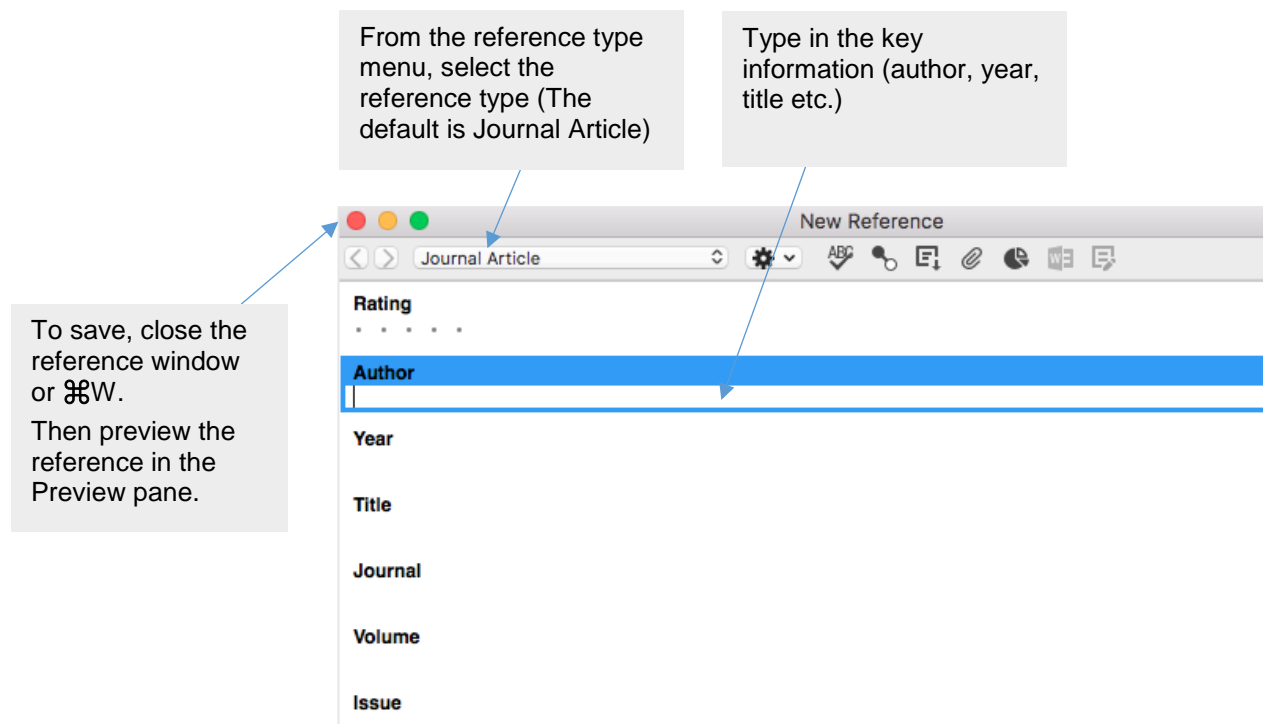 From the reference type
menu, select the
reference type (The
default is Journal Article)
Type in the key
information (author, year,
title etc.)
To save, close the
reference window
or ⌘W.
Then preview the
reference in the
Preview pane.
New Reference
Journal Article
ABC
W
Rating
Author
Year
Title
Journal
Volume
Issue